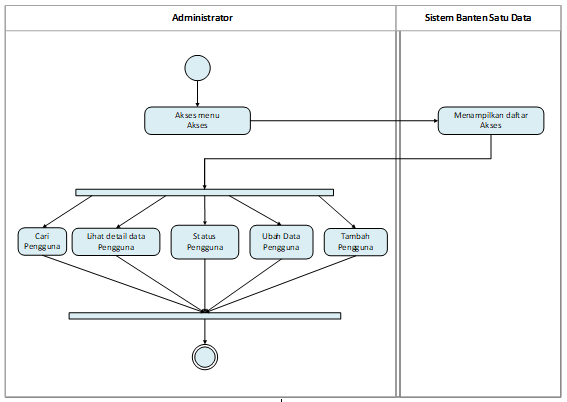 Administrator
Sistem Banten Satu Data
Akses menu
Akses
Menampilkan daftar
Akses
Cari
Pengguna
Lihat detail data
Pengguna
Status
Pengguna
Ubah Data
Pengguna
Tambah
Pengguna